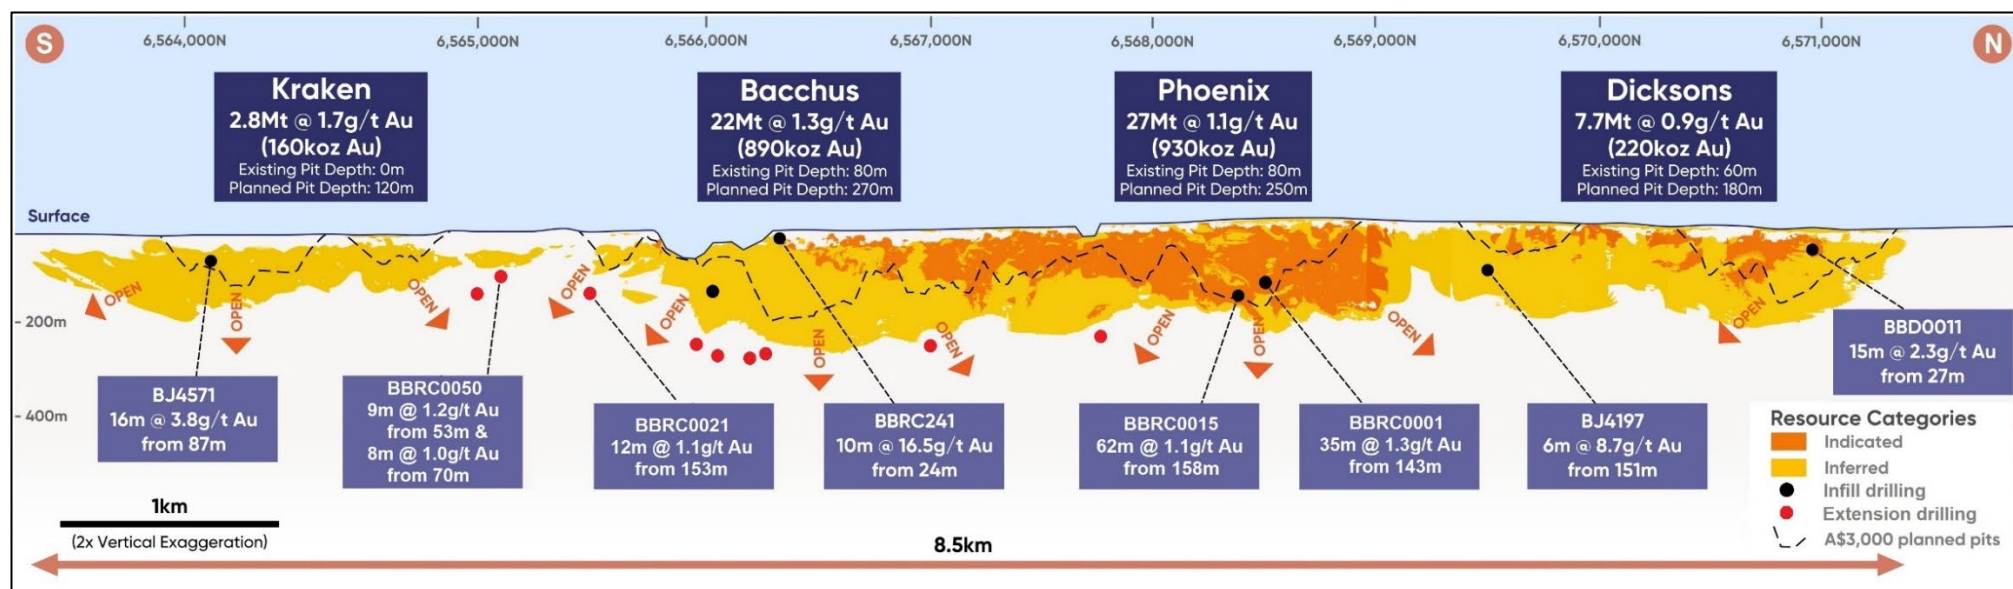 S
6,564,000N
6,565,000N
6,566,000N
6,567,000N
6,568,000N
6,569,000N
6,570,000N
6,571,000N
N
Kraken
2.8Mt @ 1.7g/t Au
(160koz Au)
Existing Pit Depth: 0m
Planned Pit Depth: 120m
Bacchus
22Mt @ 1.3g/t Au
(890koz Au)
Existing Pit Depth: 80m
Planned Pit Depth: 270m
Phoenix
27Mt @ 1.1g/t Au
(930koz Au)
Existing Pit Depth: 80m
Planned Pit Depth: 250m
Dicksons
7.7Mt @ 0.9g/t Au
(220koz Au)
Existing Pit Depth: 60m
Planned Pit Depth: 180m
Surface
OPEN
OPEN
OPEN
OPEN
OPEN
OPEN
OPEN
OPEN
OPEN
OPEN
OPEN
- 200m
- 400m
BJ4571
16m @ 3.8g/t Au
from 87m
BBRC0050
9m @ 1.2g/t Au
from 53m &
8m @ 1.0g/t Au
from 70m
BBRC0021
12m @ 1.1g/t Au
from 153m
BBRC241
10m @ 16.5g/t Au
from 24m
BBRC0015
62m @ 1.1g/t Au
from 158m
BBRC0001
35m @ 1.3g/t Au
from 143m
BJ4197
6m @ 8.7g/t Au
from 151m
BBD0011
15m @ 2.3g/t Au
from 27m
Resource Categories
Indicated
Inferred
Infill drilling
Extension drilling
A$3,000 planned pits
1km
(2x Vertical Exaggeration)
8.5km